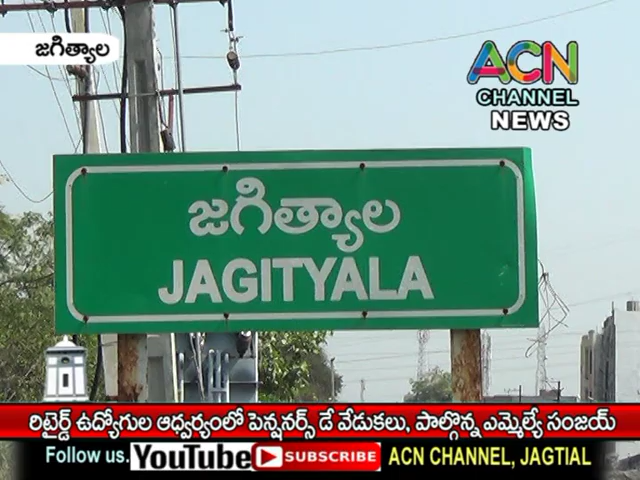 జగిత్యాల
ACN
CHANNEL
NEWS
జగిత్యాల
JAGITYALA
రిటైర్డ్ ఉద్యోగుల ఆధ్వర్యంలో పెన్షనర్స్ డే వేడుకలు, పాల్గొన్న ఎమ్మెల్యే సంజయ్
Follow us. YouTube SUBSCRIBE ACN CHANNEL, JAGTIAL